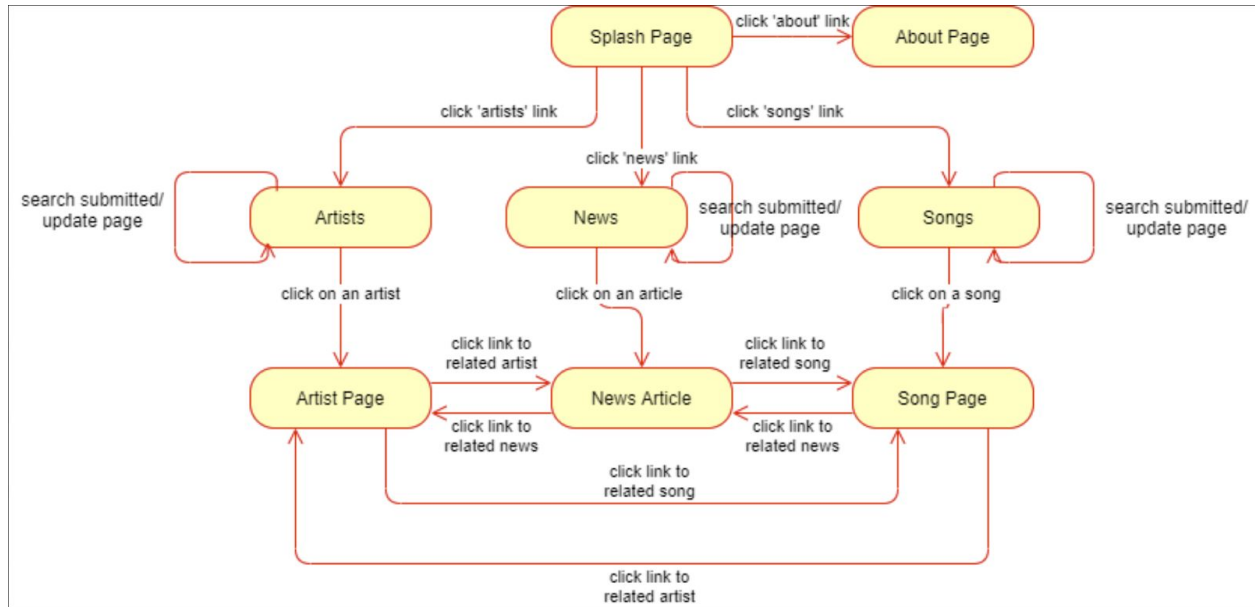 Splash Page
click 'about' link
About Page
click 'artists' link
click 'songs' link
click 'news' link
search submitted/
update page
Artists
News
search submitted/
update page
Songs
search submitted/
update page
click on an artist
click on an article
click on a song
click link to
related artist
click link to
related song
Artist Page
News Article
Song Page
click link to
related news
click link to
related news
click link to
related song
click link to
related artist